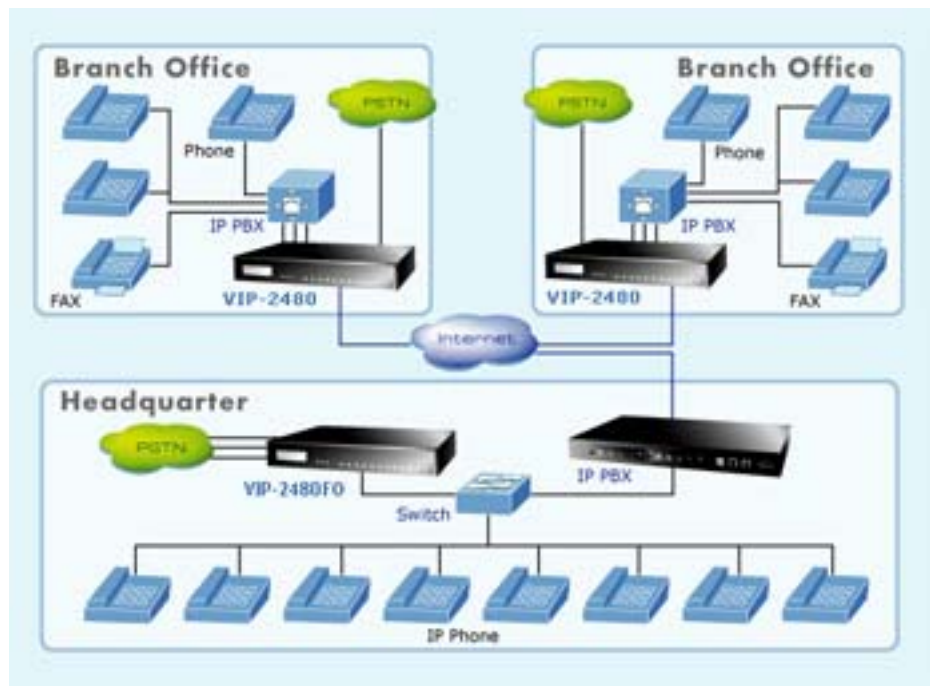 Branch Office
PSTN
Phone
IP PBX
VIP-2480
FAX
Branch Office
PSTN
Phone
IP PBX
VIP-2480
FAX
Internet
Headquarter
PSTN
VIP-2480FO
IP PBX
Switch
IP Phone